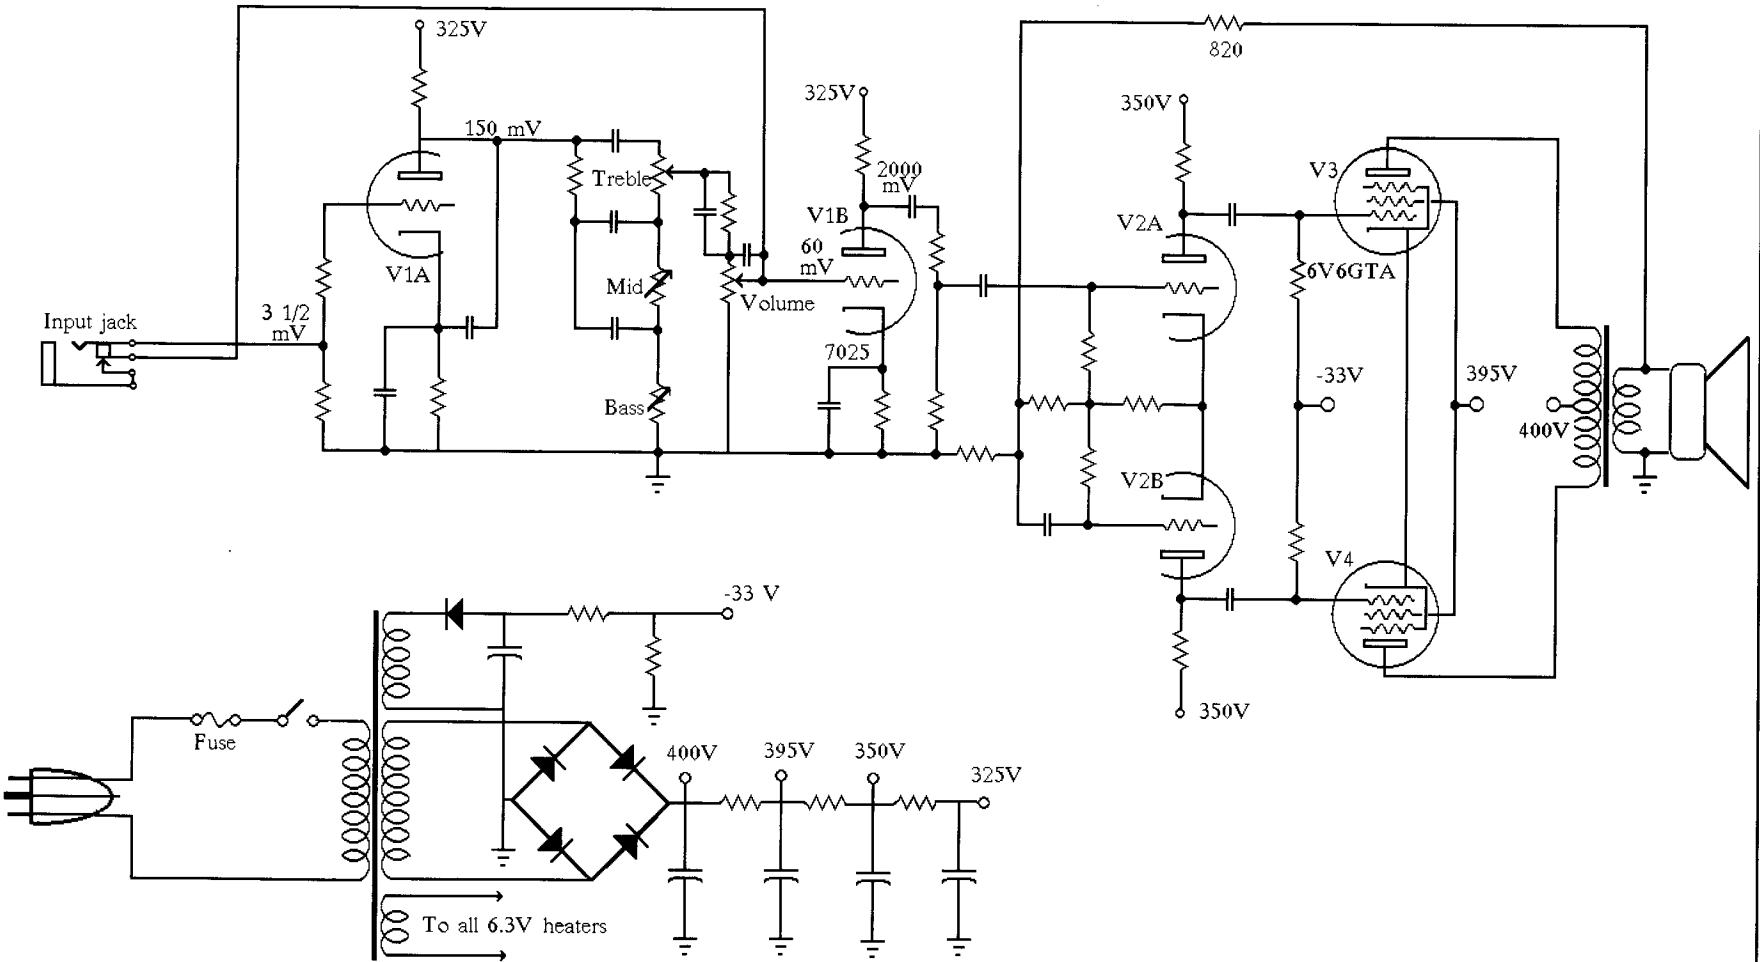 325V
820
325V
350V
150 mV
V3
2000
mV
Treble
V1B
V2A
60
mV
V1A
6V6GTA
Mid
Volume
3 1/2
mV
Input jack
7025
-33V
395V
Bass
400V
V2B
V4
-33 V
350V
Fuse
400V
395V
350V
325V
To all 6.3V heaters